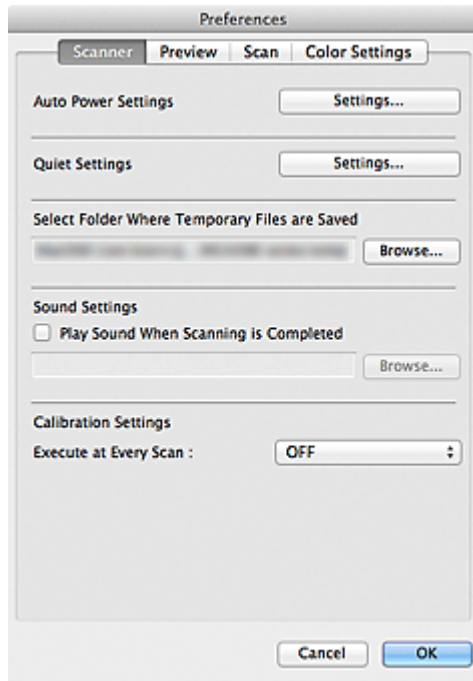 Preferences
Scanner Preview Scan Color Settings
Auto Power Settings Settings...
Quiet Settings Settings...
Select Folder Where Temporary Files are Saved
Browse...
Sound Settings
Play Sound When Scanning is Completed
Browse...
Calibration Settings
Execute at Every Scan : OFF
Cancel OK